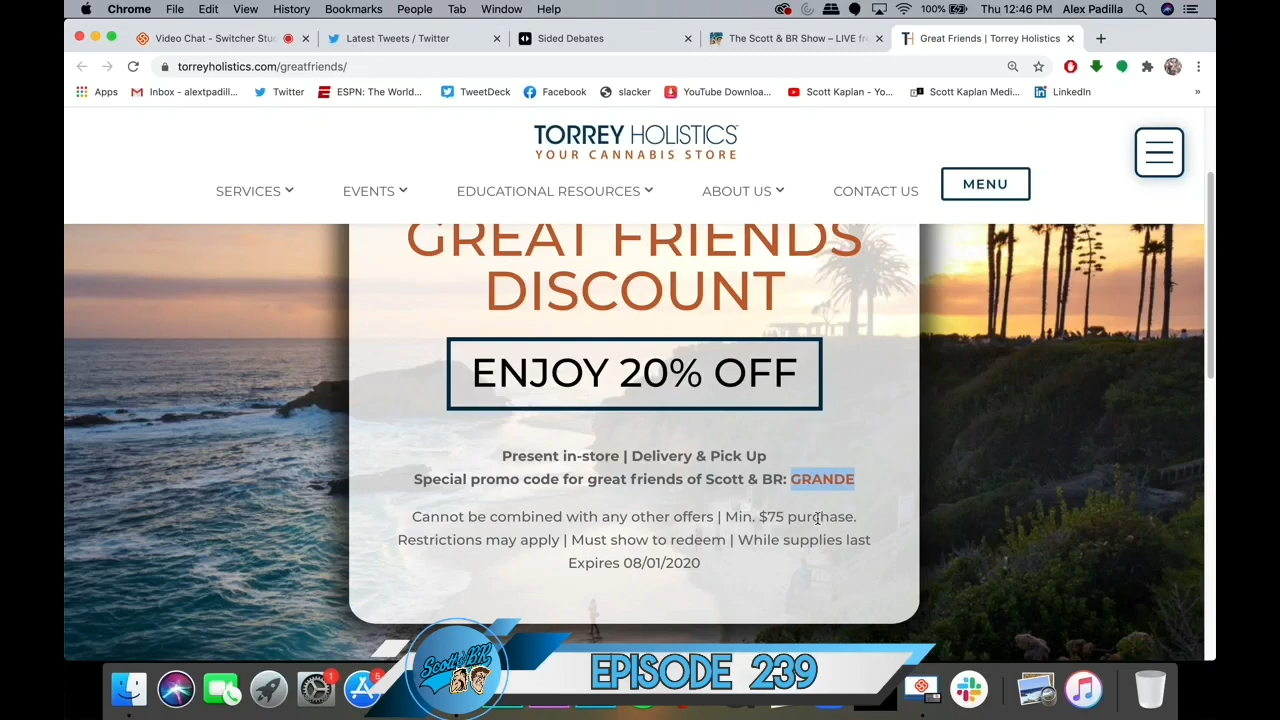 Chrome File Edit View History Bookmarks People Tab Window Help 100% Thu 12:46 PM Alex Padilla
Video Chat - Switcher Stu Latest Tweets / Twitter Sided Debates The Scott & BR Show – LIVE fr Great Friends | Torrey Holistics
torreyholistics.com/greatfriends/
Apps Inbox - alextpadill... Twitter ESPN: The World... TweetDeck Facebook slacker YouTube Downloa... Scott Kaplan - Yo... Scott Kaplan Medi... LinkedIn »
TORREY HOLISTICS
YOUR CANNABIS STORE
SERVICES EVENTS EDUCATIONAL RESOURCES ABOUT US CONTACT US MENU
GREAT FRIENDS
DISCOUNT
ENJOY 20% OFF
Present in-store | Delivery & Pick Up
Special promo code for great friends of Scott & BR: GRANDE
Cannot be combined with any other offers | Min. $75 purchase.
Restrictions may apply | Must show to redeem | While supplies last
Expires 08/01/2020
Scott & BR
EPISODE 239